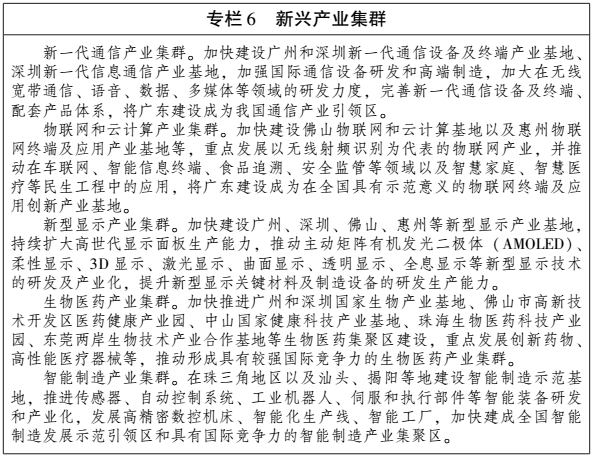 专栏6　新兴产业集群
新一代通信产业集群。加快建设广州和深圳新一代通信设备及终端产业基地、
深圳新一代信息通信产业基地，加强国际通信设备研发和高端制造，加大在无线
宽带通信、语音、数据、多媒体等领域的研发力度，完善新一代通信设备及终端、
配套产品体系，将广东建设成为我国通信产业引领区。
物联网和云计算产业集群。加快建设佛山物联网和云计算基地以及惠州物联
网终端及应用产业基地等，重点发展以无线射频识别为代表的物联网产业，并推
动在车联网、智能信息终端、食品追溯、安全监管等领域以及智慧家庭、智慧医
疗等民生工程中的应用，将广东建设成为在全国具有示范意义的物联网终端及应
用创新产业基地。
新型显示产业集群。加快建设广州、深圳、佛山、惠州等新型显示产业基地，
持续扩大高世代显示面板生产能力，推动主动矩阵有机发光二极体（AMOLED）、
柔性显示、3D显示、激光显示、曲面显示、透明显示、全息显示等新型显示技术
的研发及产业化，提升新型显示关键材料及制造设备的研发生产能力。
生物医药产业集群。加快推进广州和深圳国家生物产业基地、佛山市高新技
术开发区医药健康产业园、中山国家健康科技产业基地、珠海生物医药科技产业
园、东莞两岸生物技术产业合作基地等生物医药集聚区建设，重点发展创新药物、
高性能医疗器械等，推动形成具有较强国际竞争力的生物医药产业集群。
智能制造产业集群。在珠三角地区以及汕头、揭阳等地建设智能制造示范基
地，推进传感器、自动控制系统、工业机器人、伺服和执行部件等智能装备研发
和产业化，发展高精密数控机床、智能化生产线、智能工厂，加快建成全国智能
制造发展示范引领区和具有国际竞争力的智能制造产业集聚区。